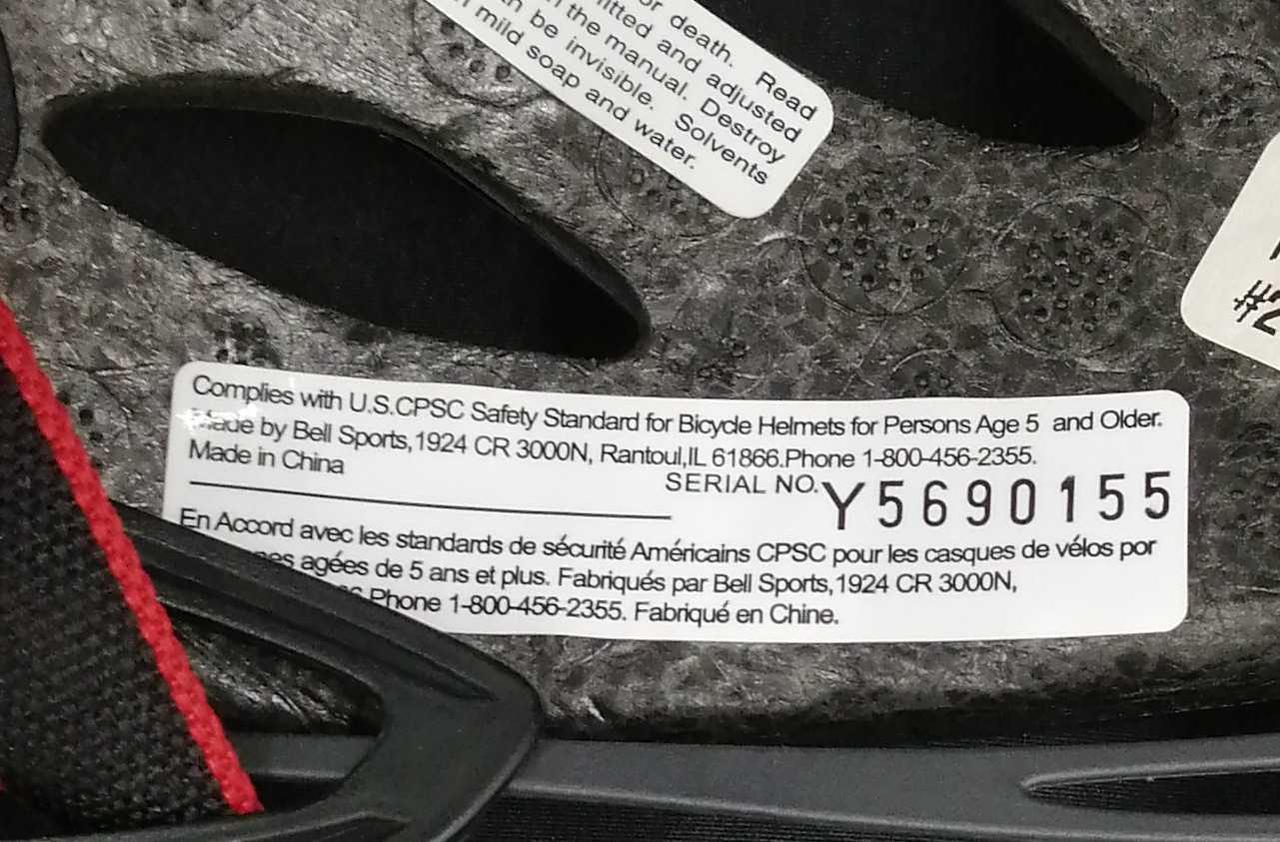 or death. Read
itted and adjusted
the manual. Destroy
be invisible. Solvents
mild soap and water.
#2
Complies with U.S.CPSC Safety Standard for Bicycle Helmets for Persons Age 5 and Older.
Made by Bell Sports,1924 CR 3000N, Rantoul,IL 61866.Phone 1-800-456-2355.
Made in China
SERIAL NO. Y5690155
En Accord avec les standards de sécurité Américains CPSC pour les casques de vélos por
nes agées de 5 ans et plus. Fabriqués par Bell Sports,1924 CR 3000N,
Phone 1-800-456-2355. Fabriqué en Chine.